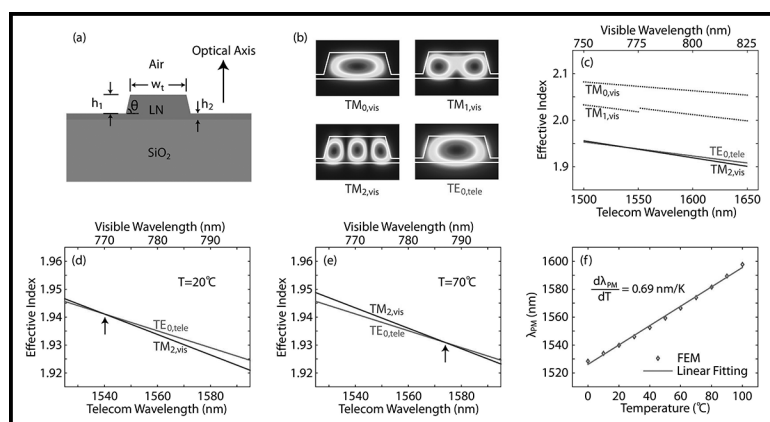 (a)
Air
Optical Axis
wt
h1
θ
h2
LN
SiO2
(b)
TM0,vis
TM1,vis
TM2,vis
TE0,tele
Visible Wavelength (nm)
750 775 800 825
(c)
2.1
2.0
1.9
TM0,vis
TM1,vis
TE0,tele
TM2,vis
Effective Index
1500 1550 1600 1650
Telecom Wavelength (nm)
Visible Wavelength (nm)
770 780 790
(d)
T=20℃
1.96
1.95
1.94
1.93
1.92
TE0,tele
TM2,vis
Effective Index
1540 1560 1580
Telecom Wavelength (nm)
Visible Wavelength (nm)
770 780 790
(e)
T=70℃
1.96
1.95
1.94
1.93
1.92
TM2,vis
TE0,tele
Effective Index
1540 1560 1580
Telecom Wavelength (nm)
(f)
1600
1580
1560
1540
1520
dλPM
dT
= 0.69 nm/K
λPM (nm)
FEM
Linear Fitting
0 20 40 60 80 100
Temperature (℃)